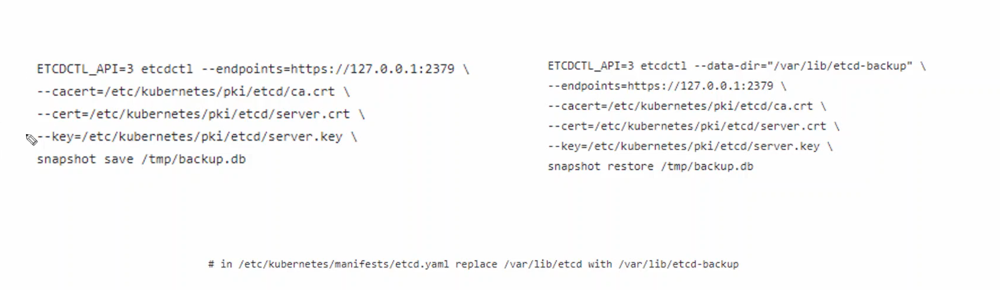 ETCDCTL_API=3 etcdctl --endpoints=https://127.0.0.1:2379 \
--cacert=/etc/kubernetes/pki/etcd/ca.crt \
--cert=/etc/kubernetes/pki/etcd/server.crt \
--key=/etc/kubernetes/pki/etcd/server.key \
snapshot save /tmp/backup.db
ETCDCTL_API=3 etcdctl --data-dir="/var/lib/etcd-backup" \
--endpoints=https://127.0.0.1:2379 \
--cacert=/etc/kubernetes/pki/etcd/ca.crt \
--cert=/etc/kubernetes/pki/etcd/server.crt \
--key=/etc/kubernetes/pki/etcd/server.key \
snapshot restore /tmp/backup.db
# in /etc/kubernetes/manifests/etcd.yaml replace /var/lib/etcd with /var/lib/etcd-backup